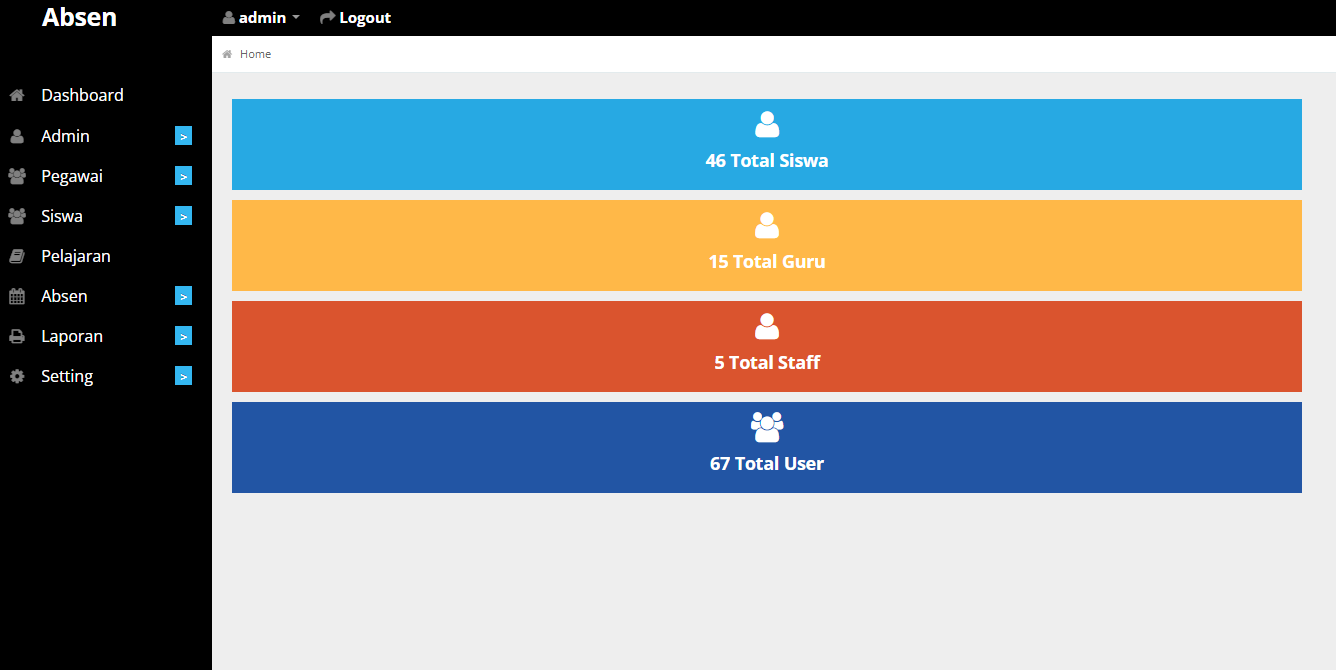 Absen
admin
Logout
Home
Dashboard
Admin >
Pegawai >
Siswa >
Pelajaran
Absen >
Laporan >
Setting >
46 Total Siswa
15 Total Guru
5 Total Staff
67 Total User